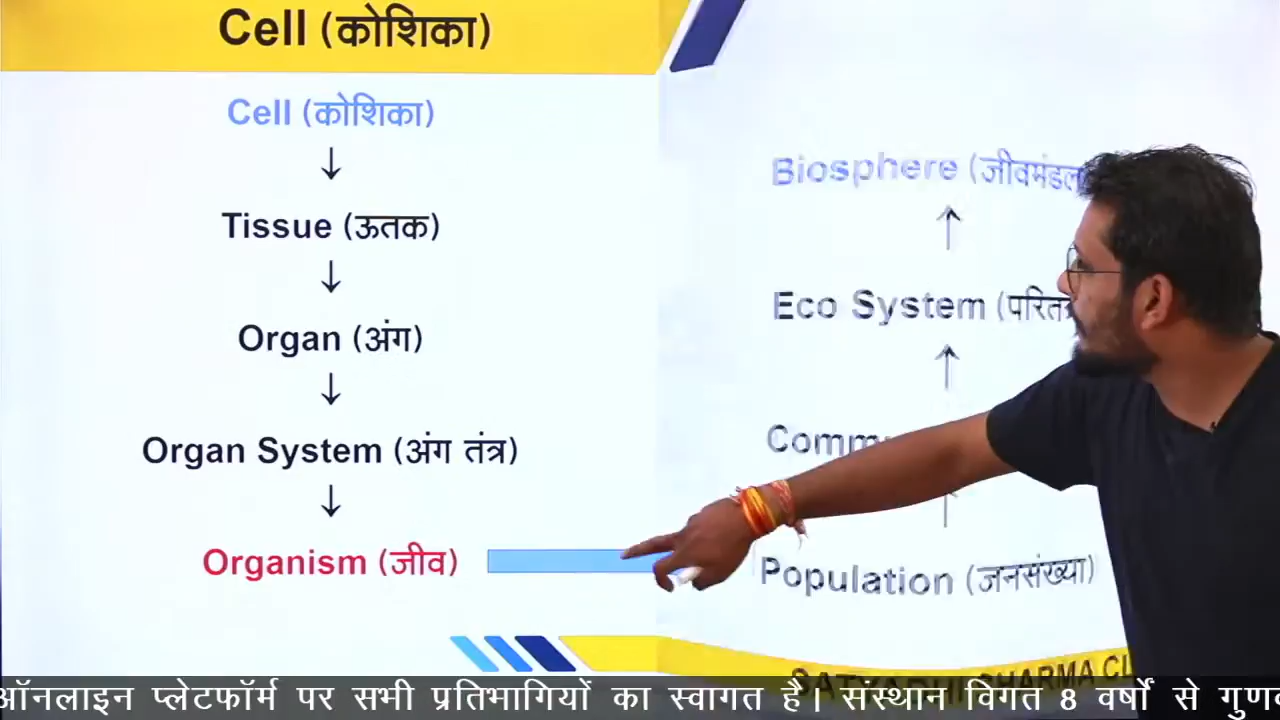 Cell (कोशिका)
Cell (कोशिका)
↓
Tissue (ऊतक)
↓
Organ (अंग)
↓
Organ System (अंग तंत्र)
↓
Organism (जीव)
Biosphere (जीवमंडल
↑
Eco System (परितंत्र
↑
↑
Population (जनसंख्या)
SHARMA
ऑनलाइन प्लेटफॉर्म पर सभी प्रतिभागियों का स्वागत है| संस्थान विगत 8 वर्षों से